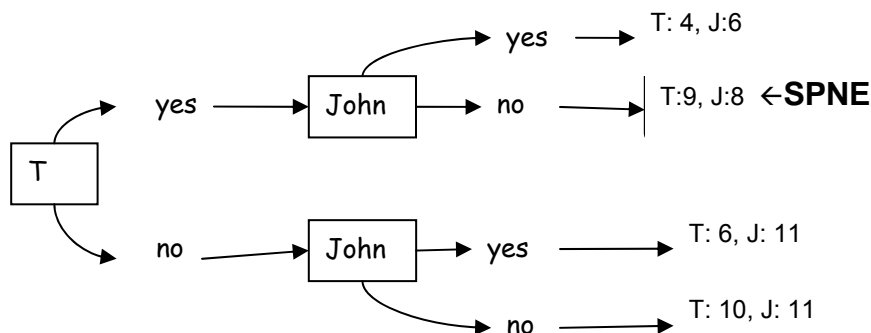 yes T: 4, J:6
yes John no T:9, J:8 ←SPNE
T
no John yes T: 6, J: 11
no T: 10, J: 11